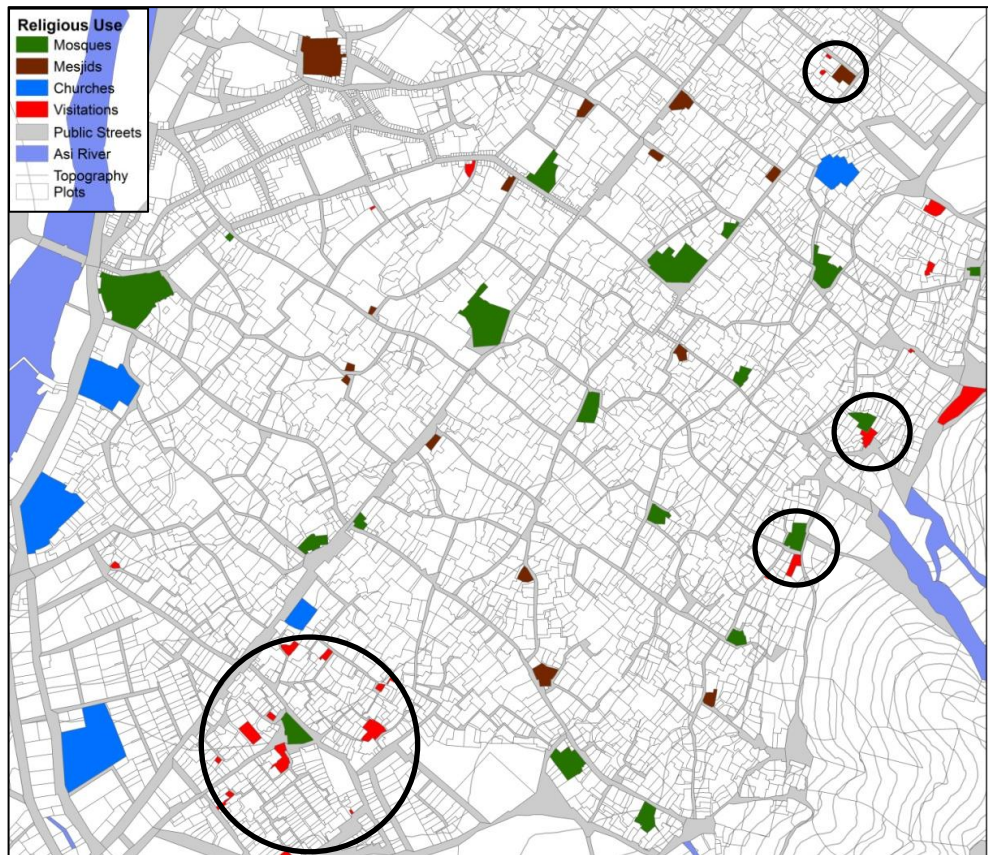 Religious Use
Mosques
Mesjids
Churches
Visitations
Public Streets
Asi River
Topography
Plots